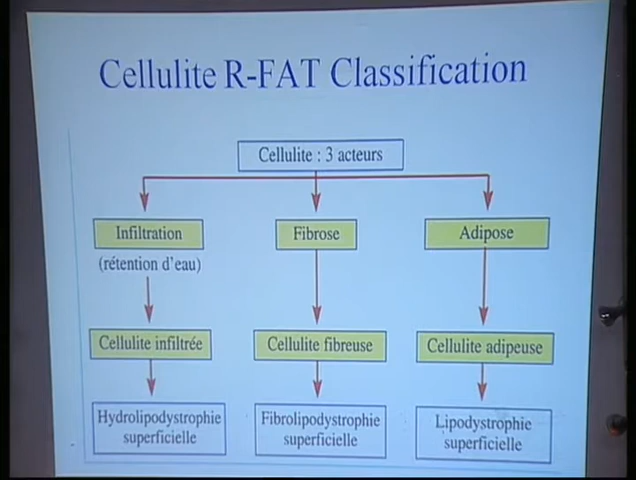 Cellulite R-FAT Classification
Cellulite : 3 acteurs
Infiltration
Fibrose
Adipose
(rétention d'eau)
Cellulite infiltrée
Cellulite fibreuse
Cellulite adipeuse
Hydrolipodystrophie
superficielle
Fibrolipodystrophie
superficielle
Lipodystrophie
superficielle